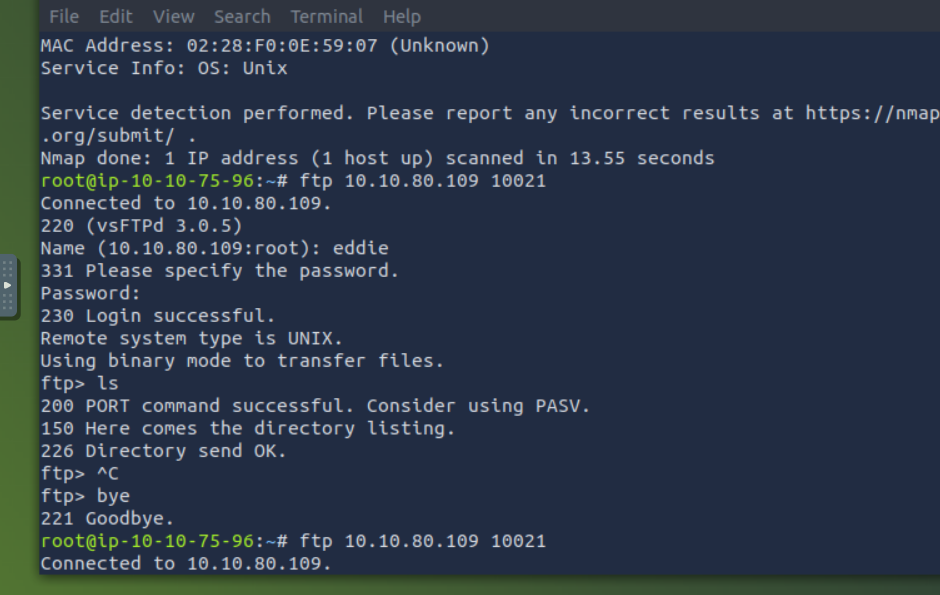 File Edit View Search Terminal Help
MAC Address: 02:28:F0:0E:59:07 (Unknown)
Service Info: OS: Unix
Service detection performed. Please report any incorrect results at https://nmap
.org/submit/ .
Nmap done: 1 IP address (1 host up) scanned in 13.55 seconds
root@ip-10-10-75-96:~# ftp 10.10.80.109 10021
Connected to 10.10.80.109.
220 (vsFTPd 3.0.5)
Name (10.10.80.109:root): eddie
331 Please specify the password.
Password:
230 Login successful.
Remote system type is UNIX.
Using binary mode to transfer files.
ftp> ls
200 PORT command successful. Consider using PASV.
150 Here comes the directory listing.
226 Directory send OK.
ftp> ^C
ftp> bye
221 Goodbye.
root@ip-10-10-75-96:~# ftp 10.10.80.109 10021
Connected to 10.10.80.109.